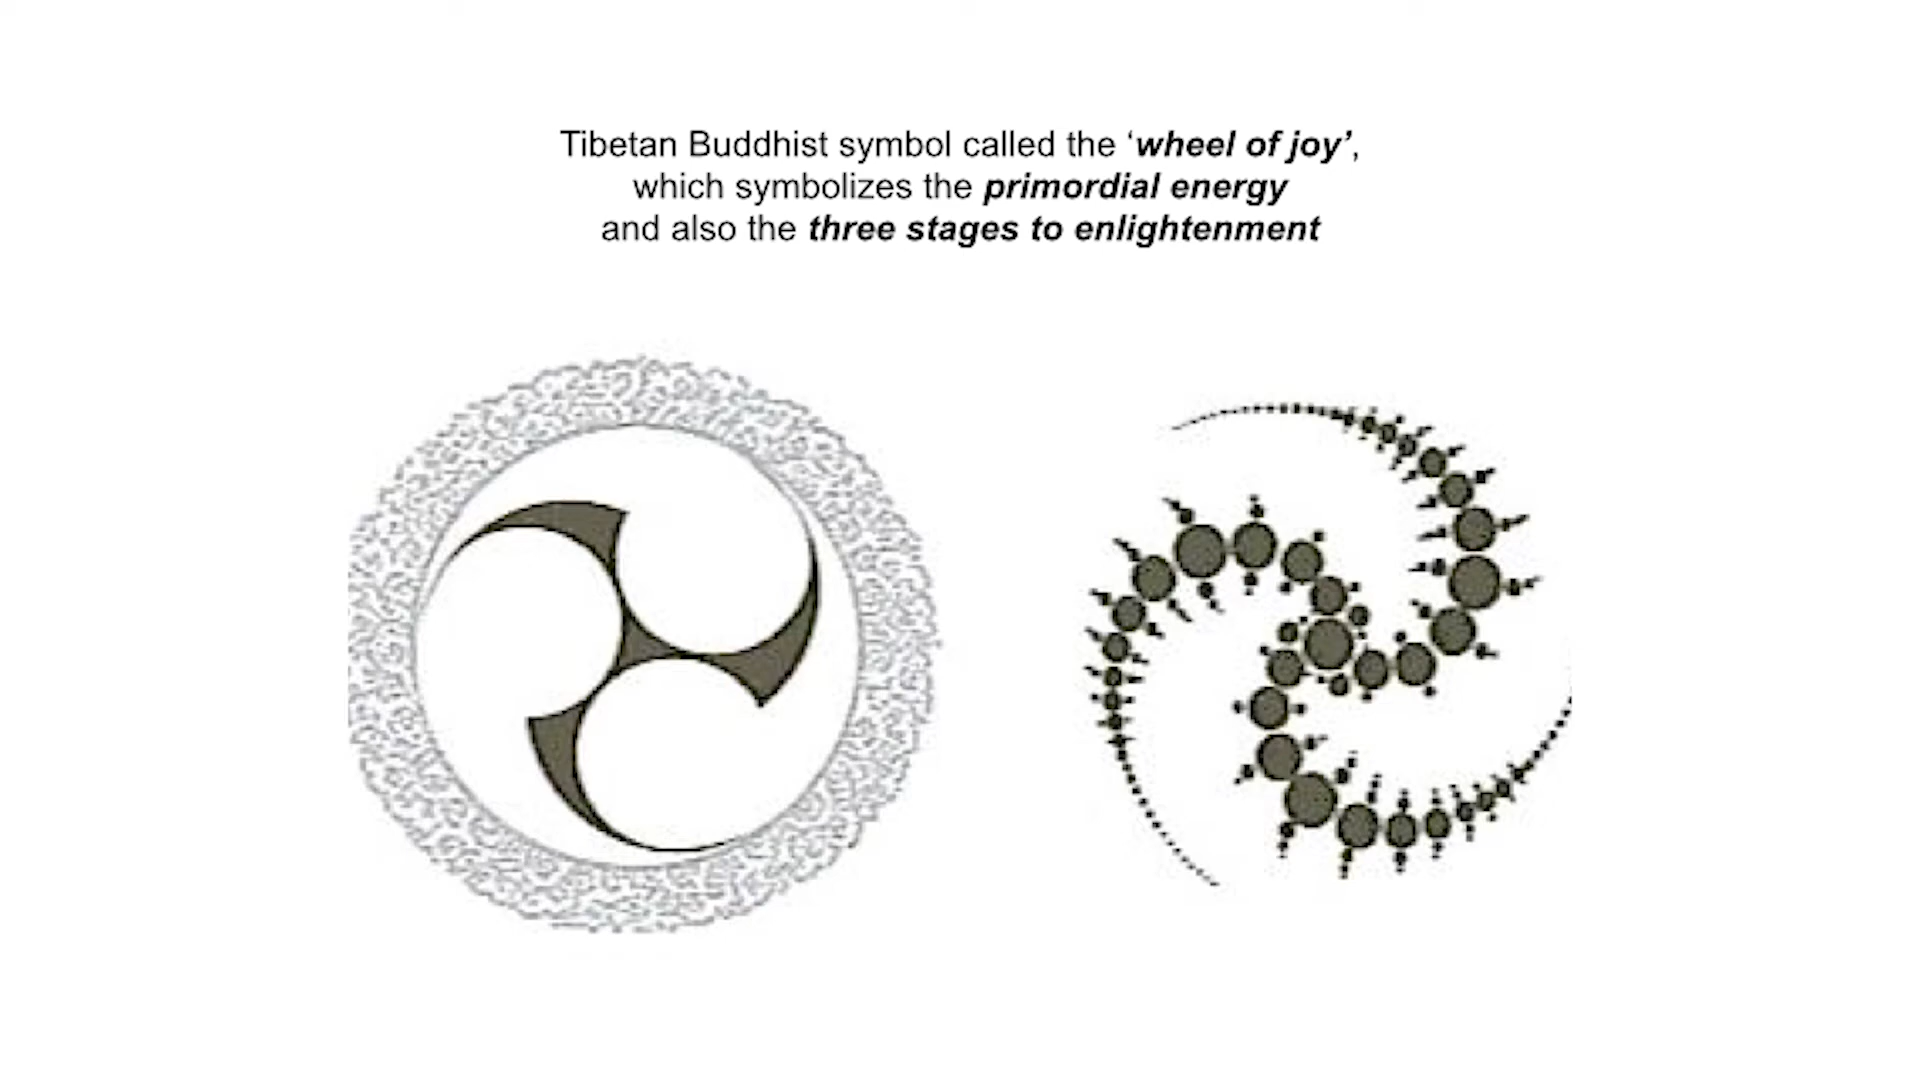 Tibetan Buddhist symbol called the ‘wheel of joy’,
which symbolizes the primordial energy
and also the three stages to enlightenment